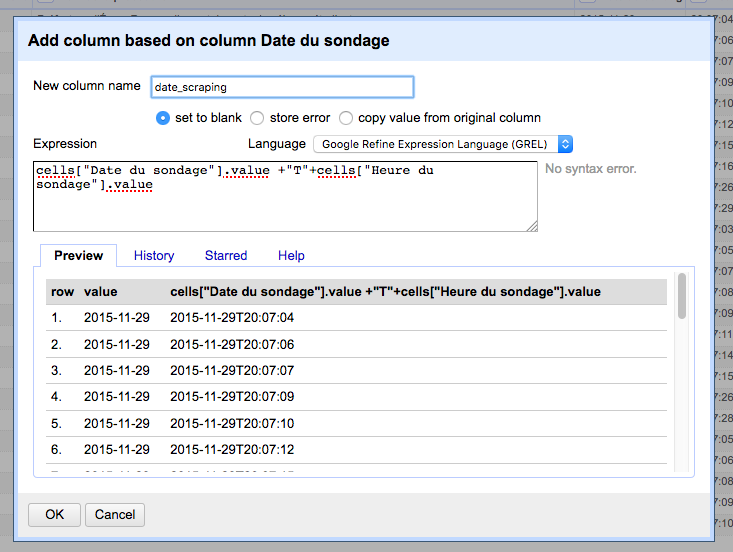 Add column based on column Date du sondage
New column name date_scraping
set to blank store error copy value from original column
Expression Language Google Refine Expression Language (GREL)
cells["Date du sondage"].value +"T"+cells["Heure du
sondage"].value
No syntax error.
Preview History Starred Help
row value cells["Date du sondage"].value +"T"+cells["Heure du sondage"].value
1. 2015-11-29 2015-11-29T20:07:04
2. 2015-11-29 2015-11-29T20:07:06
3. 2015-11-29 2015-11-29T20:07:07
4. 2015-11-29 2015-11-29T20:07:09
5. 2015-11-29 2015-11-29T20:07:10
6. 2015-11-29 2015-11-29T20:07:12
OK Cancel